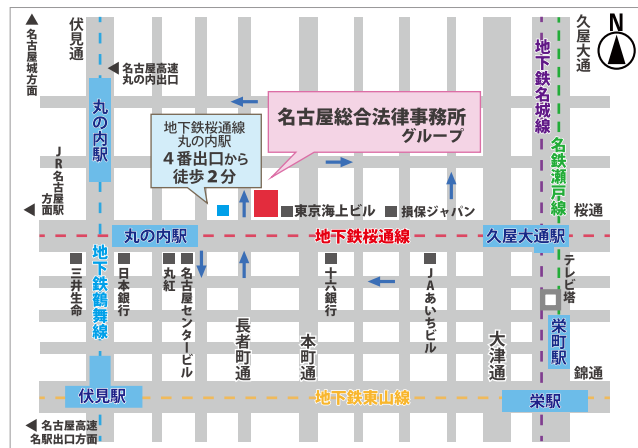 名古屋城方面
伏見通
名古屋高速
丸の内出口
久屋大通
N
地下鉄名城線
名鉄瀬戸線
丸の内駅
地下鉄桜通線
丸の内駅
4番出口から
徒歩2分
名古屋総合法律事務所
グループ
JR名古屋駅
方面
東京海上ビル
損保ジャパン
桜通
丸の内駅
地下鉄桜通線
久屋大通駅
地下鉄鶴舞線
三井生命
日本銀行
丸紅
名古屋センタービル
十六銀行
JAあいちビル
テレビ塔
長者町通
本町通
大津通
栄町駅
錦通
伏見駅
地下鉄東山線
栄駅
名古屋高速
名駅出口方面